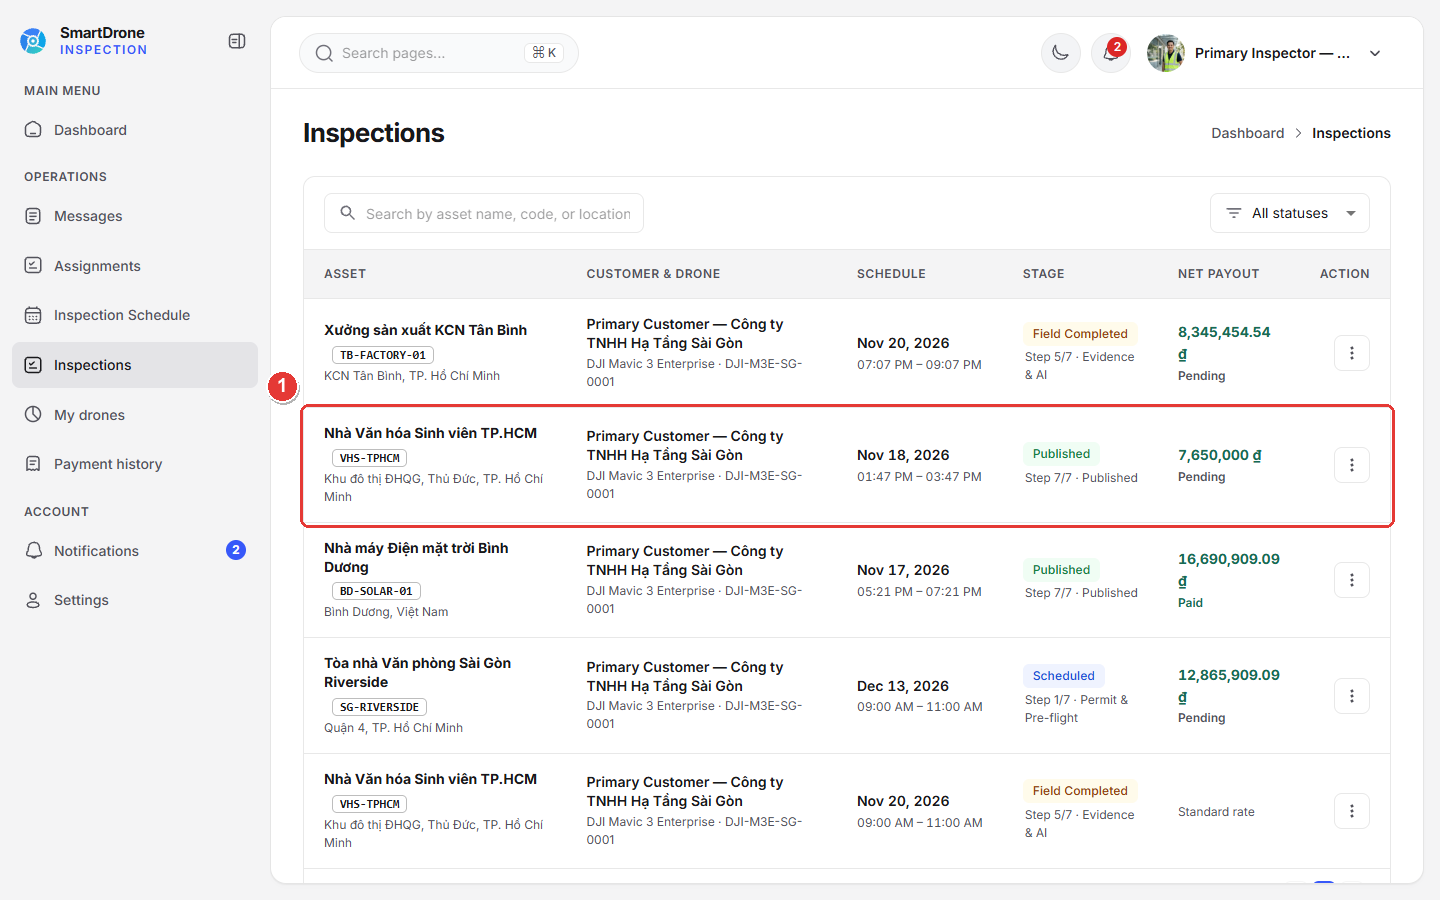 SmartDrone
INSPECTION
MAIN MENU
Dashboard
OPERATIONS
Messages
Assignments
Inspection Schedule
Inspections
My drones
Payment history
ACCOUNT
Notifications
2
Settings
Search pages...
⌘ K
2
Primary Inspector — ...
Inspections
Dashboard > Inspections
Search by asset name, code, or location
All statuses
ASSET
CUSTOMER & DRONE
SCHEDULE
STAGE
NET PAYOUT
ACTION
Xưởng sản xuất KCN Tân Bình
TB-FACTORY-01
KCN Tân Bình, TP. Hồ Chí Minh
Primary Customer — Công ty
TNHH Hạ Tầng Sài Gòn
DJI Mavic 3 Enterprise · DJI-M3E-SG-
0001
Nov 20, 2026
07:07 PM – 09:07 PM
Field Completed
Step 5/7 · Evidence
& AI
8,345,454.54
₫
Pending
1
Nhà Văn hóa Sinh viên TP.HCM
VHS-TPHCM
Khu đô thị ĐHQG, Thủ Đức, TP. Hồ Chí
Minh
Primary Customer — Công ty
TNHH Hạ Tầng Sài Gòn
DJI Mavic 3 Enterprise · DJI-M3E-SG-
0001
Nov 18, 2026
01:47 PM – 03:47 PM
Published
Step 7/7 · Published
7,650,000 ₫
Pending
Nhà máy Điện mặt trời Bình
Dương
BD-SOLAR-01
Bình Dương, Việt Nam
Primary Customer — Công ty
TNHH Hạ Tầng Sài Gòn
DJI Mavic 3 Enterprise · DJI-M3E-SG-
0001
Nov 17, 2026
05:21 PM – 07:21 PM
Published
Step 7/7 · Published
16,690,909.09
₫
Paid
Tòa nhà Văn phòng Sài Gòn
Riverside
SG-RIVERSIDE
Quận 4, TP. Hồ Chí Minh
Primary Customer — Công ty
TNHH Hạ Tầng Sài Gòn
DJI Mavic 3 Enterprise · DJI-M3E-SG-
0001
Dec 13, 2026
09:00 AM – 11:00 AM
Scheduled
Step 1/7 · Permit &
Pre-flight
12,865,909.09
₫
Pending
Nhà Văn hóa Sinh viên TP.HCM
VHS-TPHCM
Khu đô thị ĐHQG, Thủ Đức, TP. Hồ Chí
Minh
Primary Customer — Công ty
TNHH Hạ Tầng Sài Gòn
DJI Mavic 3 Enterprise · DJI-M3E-SG-
0001
Nov 20, 2026
09:00 AM – 11:00 AM
Field Completed
Step 5/7 · Evidence
& AI
Standard rate